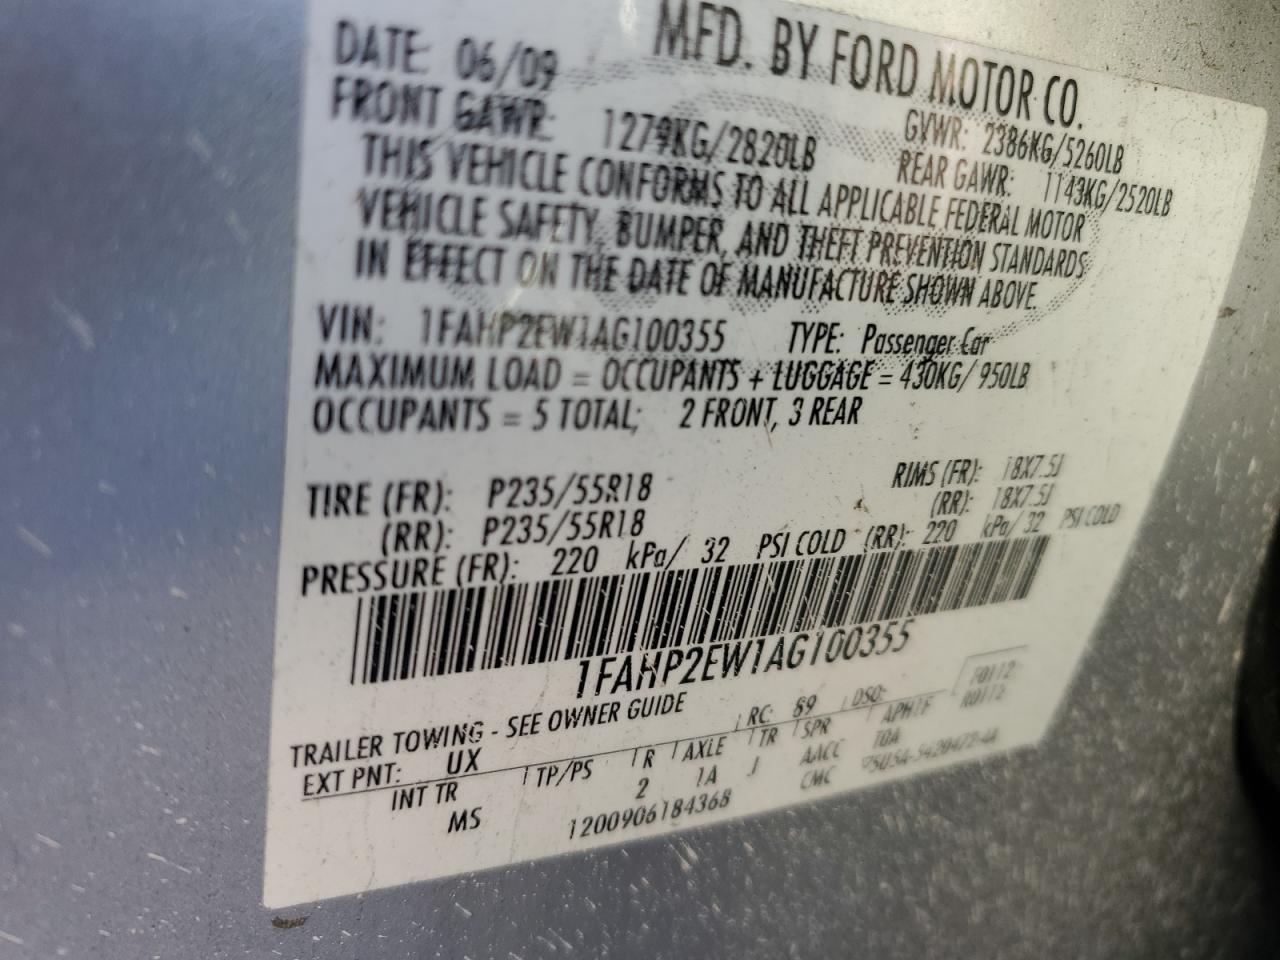 MFD. BY FORD MOTOR CO.
DATE: 06/09 GVWR: 2386KG/5260LB
FRONT GAWR: 1279KG/2820LB REAR GAWR: 1143KG/2520LB
THIS VEHICLE CONFORMS TO ALL APPLICABLE FEDERAL MOTOR
VEHICLE SAFETY, BUMPER, AND THEFT PREVENTION STANDARDS
IN EFFECT ON THE DATE OF MANUFACTURE SHOWN ABOVE.
VIN: 1FAHP2EW1AG100355 TYPE: Passenger Car
MAXIMUM LOAD = OCCUPANTS + LUGGAGE = 430KG/ 950LB
OCCUPANTS = 5 TOTAL; 2 FRONT, 3 REAR
TIRE (FR): P235/55R18 RIMS (FR): 18X7.5J
(RR): P235/55R18 (RR): 18X7.5J
PRESSURE (FR): 220 kPa/ 32 PSI COLD (RR): 220 kPa/ 32 PSI COLD
1FAHP2EW1AG100355
TRAILER TOWING - SEE OWNER GUIDE F0112
EXT PNT: UX RC: 89 DSO: R0112
INT TR TP/PS R AXLE TR SPR
MS 2 1A J AACC TOA
1200906184368 CMC